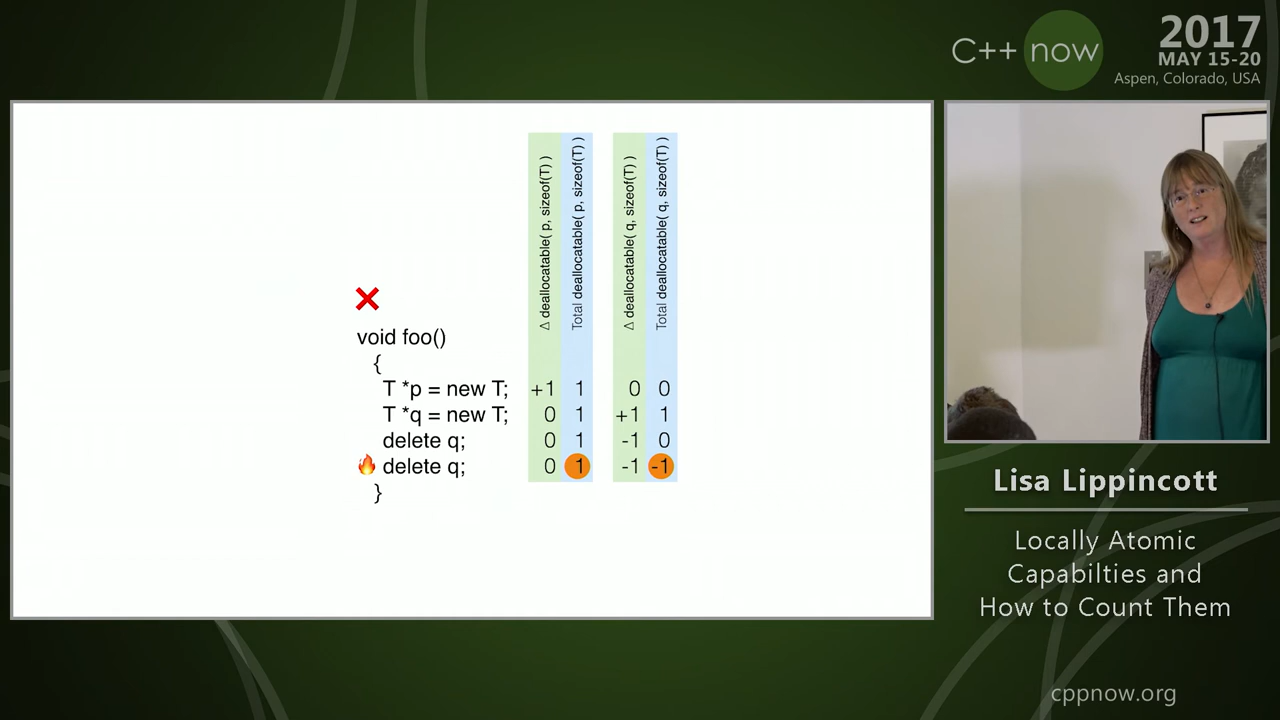 C++ now
2017
MAY 15-20
Aspen, Colorado, USA
Δ deallocatable( p, sizeof(T) )
Total deallocatable( p, sizeof(T) )
Δ deallocatable( q, sizeof(T) )
Total deallocatable( q, sizeof(T) )
void foo()
{
T *p = new T; +1 1 0 0
T *q = new T; 0 1 +1 1
delete q; 0 1 -1 0
delete q; 0 1 -1 -1
}
Lisa Lippincott
Locally Atomic
Capabilties and
How to Count Them
cppnow.org